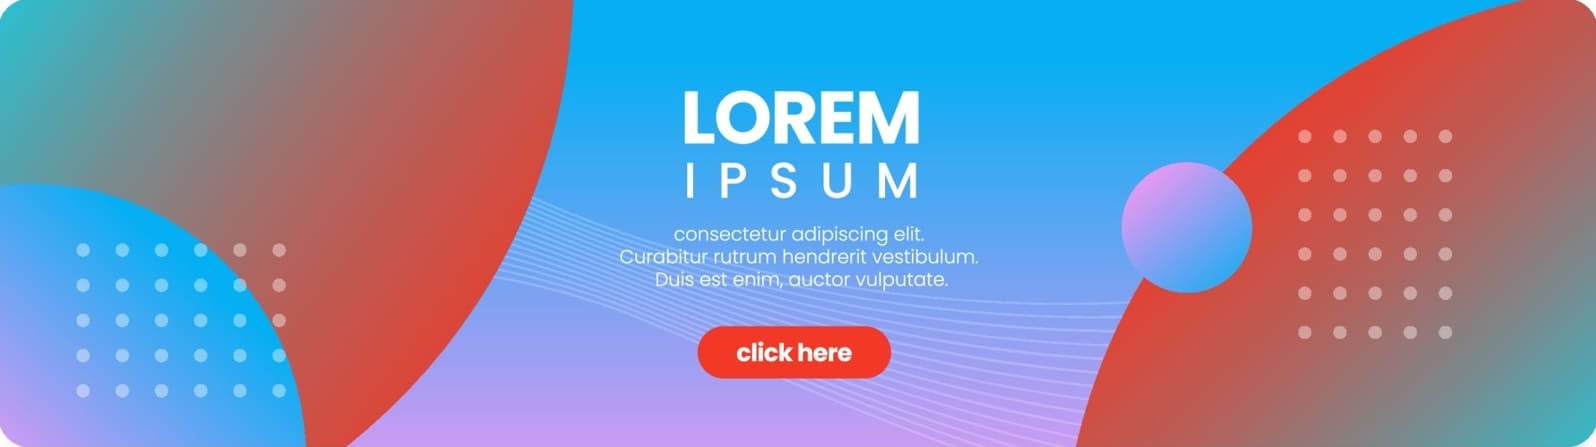 LOREM
IPSUM
consectetur adipiscing elit.
Curabitur rutrum hendrerit vestibulum.
Duis est enim, auctor vulputate.
click here